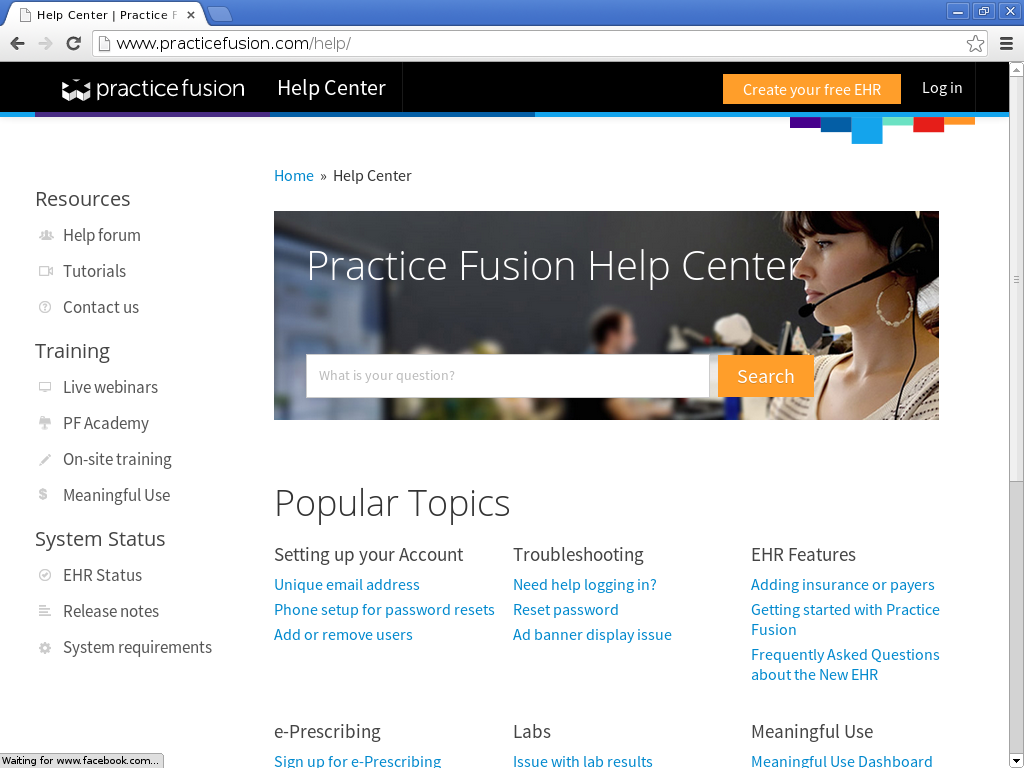 Help Center | Practice F
www.practicefusion.com/help/
practice fusion
Help Center
Create your free EHR
Log in
Home » Help Center
Resources
Help forum
Tutorials
Contact us
Training
Live webinars
PF Academy
On-site training
Meaningful Use
System Status
EHR Status
Release notes
System requirements
Practice Fusion Help Center
What is your question?
Search
Popular Topics
Setting up your Account
Unique email address
Phone setup for password resets
Add or remove users
Troubleshooting
Need help logging in?
Reset password
Ad banner display issue
EHR Features
Adding insurance or payers
Getting started with Practice
Fusion
Frequently Asked Questions
about the New EHR
e-Prescribing
Sign up for e-Prescribing
Labs
Issue with lab results
Meaningful Use
Meaningful Use Dashboard
Waiting for www.facebook.com...